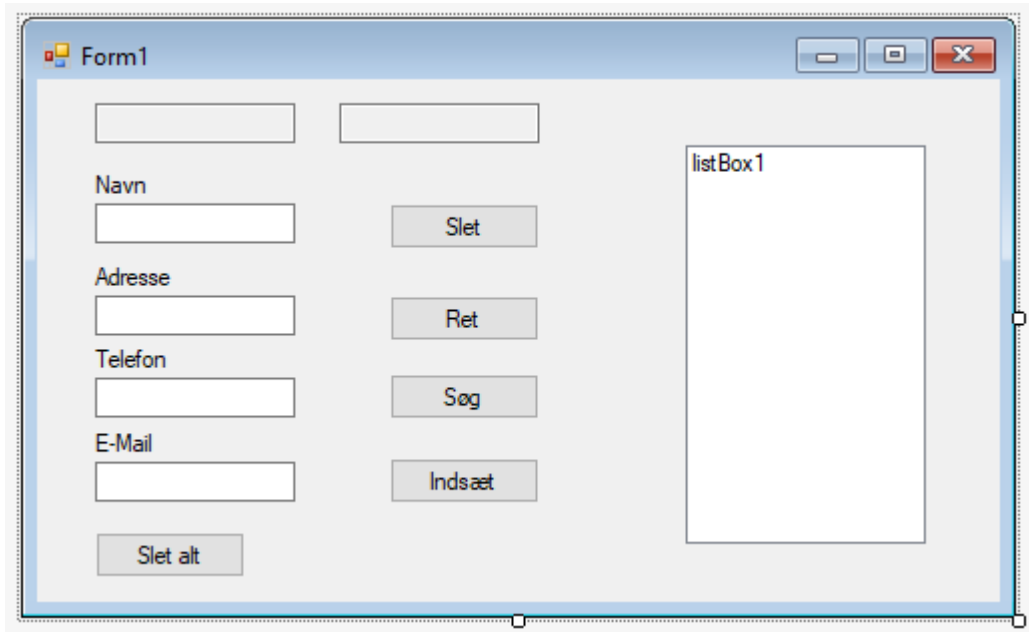 Form1
Navn
Slet
Adresse
Ret
Telefon
Søg
E-Mail
Indsæt
Slet alt
listBox1